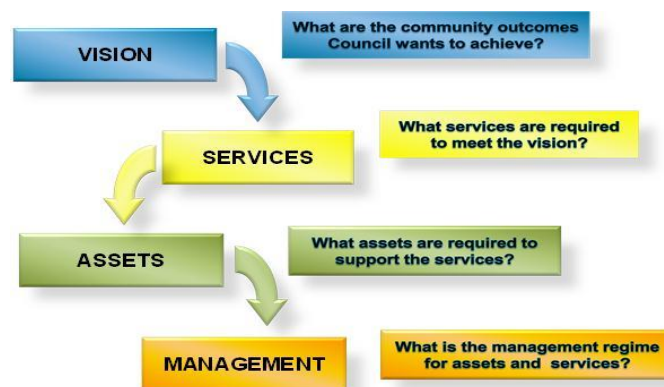 VISION
What are the community outcomes
Council wants to achieve?
SERVICES
What services are required
to meet the vision?
ASSETS
What assets are required to
support the services?
MANAGEMENT
What is the management regime
for assets and services?